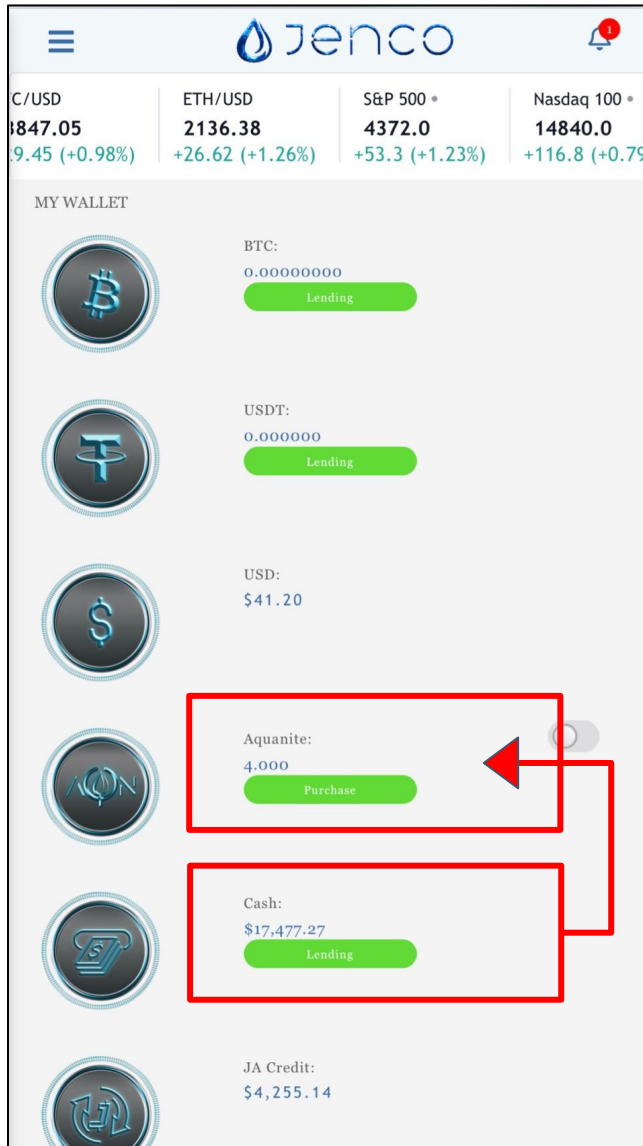 Jenco
1
C/USD ETH/USD S&P 500 Nasdaq 100
847.05 2136.38 4372.0 14840.0
9.45 (+0.98%) +26.62 (+1.26%) +53.3 (+1.23%) +116.8 (+0.79
MY WALLET
BTC:
0.00000000
Lending
USDT:
0.000000
Lending
USD:
$41.20
Aquanite:
4.000
Purchase
AQN
Cash:
$17,477.27
Lending
JA Credit:
$4,255.14